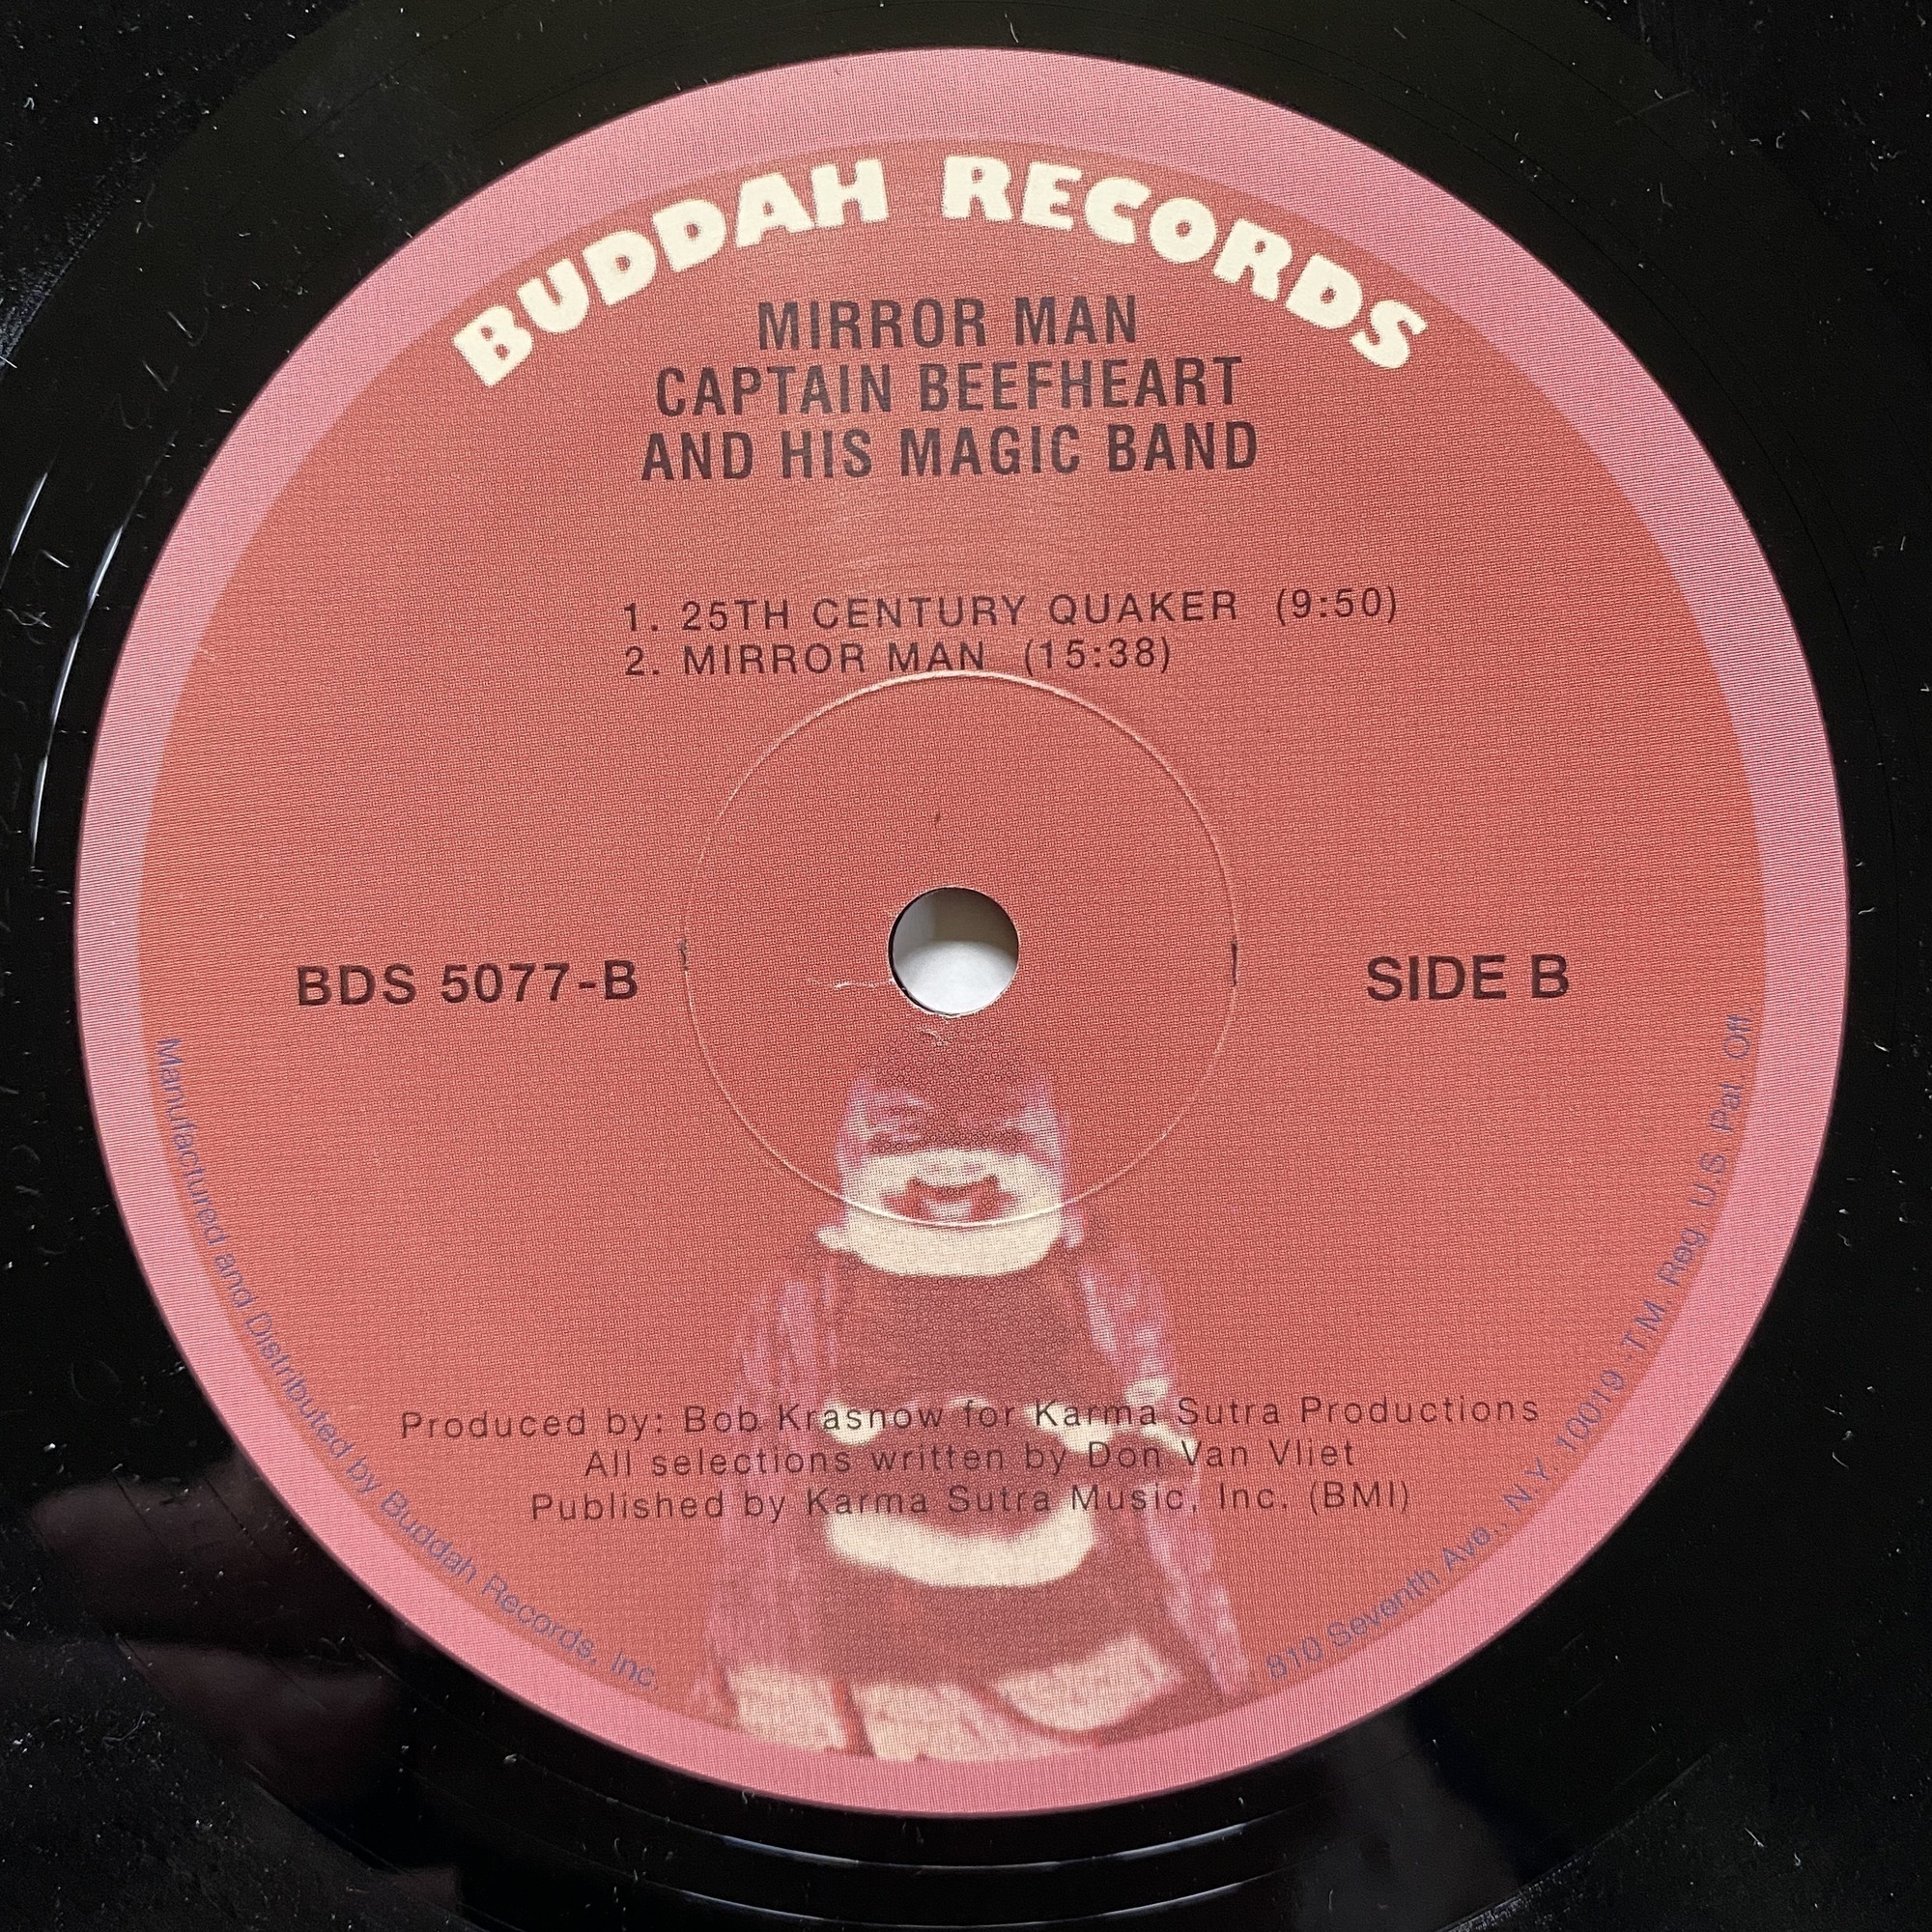 BUDDAH RECORDS
MIRROR MAN
CAPTAIN BEEFHEART
AND HIS MAGIC BAND
1. 25TH CENTURY QUAKER (9:50)
2. MIRROR MAN (15:38)
BDS 5077-B
SIDE B
Produced by: Bob Krasnow for Karma Sutra Productions
All selections written by Don Van Vliet
Published by Karma Sutra Music, Inc. (BMI)
Manufactured and Distributed by Buddah Records, Inc.
810 Seventh Ave., N.Y. 10019 · T.M. Reg. U.S. Pat. Off